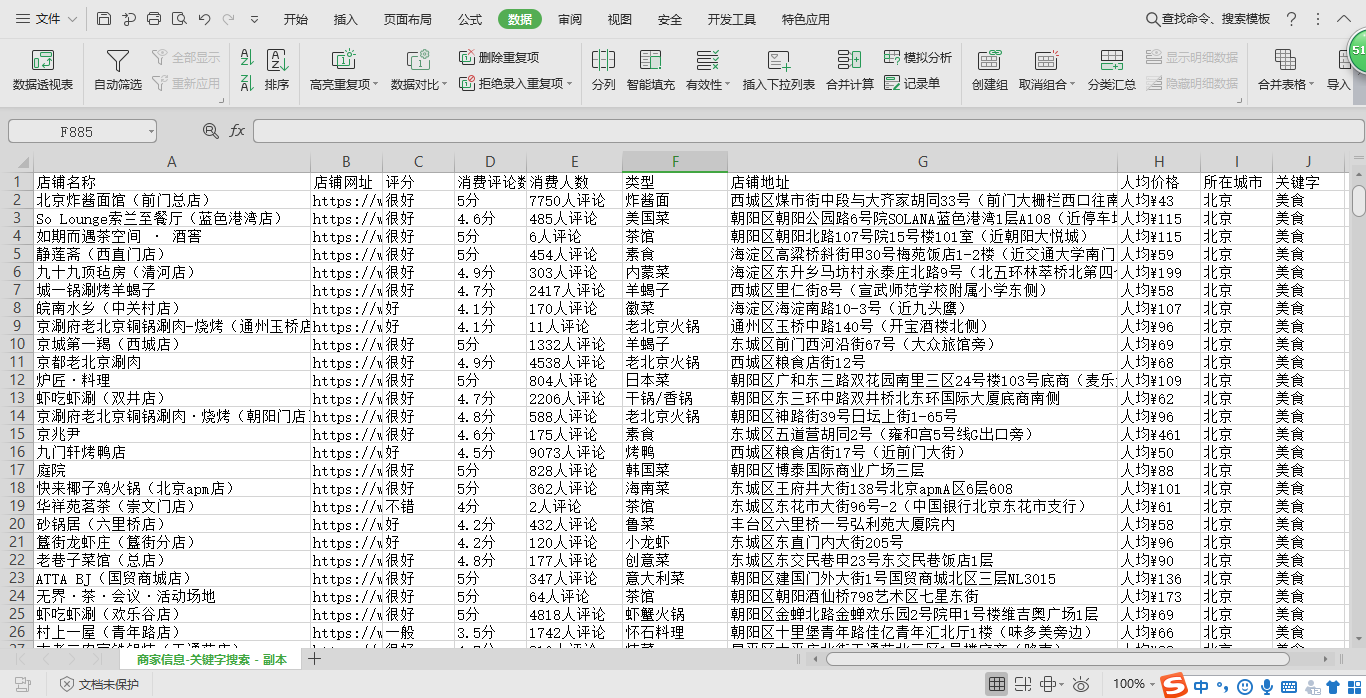 文件 开始 插入 页面布局 公式 数据 审阅 视图 安全 开发工具 特色应用 查找命令、搜索模板 ?
数据透视表 自动筛选 全部显示 重新应用 排序 高亮重复项 数据对比 删除重复项 拒绝录入重复项 分列 智能填充 有效性 插入下拉列表 合并计算 模拟分析 记录单 创建组 取消组合 分类汇总 显示明细数据 隐藏明细数据 合并表格 导入 51
F885 fx
A B C D E F G H I J
1 店铺名称 店铺网址 评分 消费评论数 消费人数 类型 店铺地址 人均价格 所在城市 关键字
2 北京炸酱面馆（前门总店） https://w 很好 5分 7750人评论 炸酱面 西城区煤市街中段与大齐家胡同33号（前门大栅栏西口往南 人均¥43 北京 美食
3 So Lounge索兰至餐厅（蓝色港湾店） https://w 很好 4.6分 485人评论 美国菜 朝阳区朝阳公园路6号院SOLANA蓝色港湾1层A108（近停车场 人均¥115 北京 美食
4 如期而遇茶空间 · 酒窖 https://w 很好 5分 6人评论 茶馆 朝阳区朝阳北路107号院15号楼101室（近朝阳大悦城） 人均¥115 北京 美食
5 静莲斋（西直门店） https://w 很好 5分 454人评论 素食 海淀区高梁桥斜街甲30号梅苑饭店1-2楼（近交通大学南门 人均¥59 北京 美食
6 九十九顶毡房（清河店） https://w 很好 4.9分 303人评论 内蒙菜 海淀区东升乡马坊村永泰庄北路9号（北五环林萃桥北第四个 人均¥199 北京 美食
7 城一锅涮烤羊蝎子 https://w 很好 4.7分 2417人评论 羊蝎子 西城区里仁街8号（宣武师范学校附属小学东侧） 人均¥58 北京 美食
8 皖南水乡（中关村店） https://w 好 4.1分 170人评论 徽菜 海淀区海淀南路10-3号（近九头鹰） 人均¥107 北京 美食
9 京涮府老北京铜锅涮肉-烧烤（通州玉桥店 https://w 好 4.1分 11人评论 老北京火锅 通州区玉桥中路140号（开宝酒楼北侧） 人均¥96 北京 美食
10 京城第一羯（西城店） https://w 很好 5分 1332人评论 羊蝎子 东城区前门西河沿街67号（大众旅馆旁） 人均¥69 北京 美食
11 京都老北京涮肉 https://w 很好 4.9分 4538人评论 老北京火锅 西城区粮食店街12号 人均¥68 北京 美食
12 炉匠·料理 https://w 很好 5分 804人评论 日本菜 朝阳区广和东三路双花园南里三区24号楼103号底商（麦乐 人均¥109 北京 美食
13 虾吃虾涮（双井店） https://w 很好 4.7分 2206人评论 干锅/香锅 朝阳区东三环中路双井桥北东环国际大厦底商南侧 人均¥62 北京 美食
14 京涮府老北京铜锅涮肉·烧烤（朝阳门店 https://w 很好 4.8分 588人评论 老北京火锅 朝阳区神路街39号日坛上街1-65号 人均¥96 北京 美食
15 京兆尹 https://w 很好 4.6分 175人评论 素食 东城区五道营胡同2号（雍和宫5号线G出口旁） 人均¥461 北京 美食
16 九门轩烤鸭店 https://w 好 4.5分 9073人评论 烤鸭 西城区粮食店街17号（近前门大街） 人均¥50 北京 美食
17 庭院 https://w 很好 5分 828人评论 韩国菜 朝阳区博泰国际商业广场三层 人均¥88 北京 美食
18 快来椰子鸡火锅（北京apm店） https://w 很好 5分 362人评论 海南菜 东城区王府井大街138号北京apmA区6层608 人均¥101 北京 美食
19 华祥苑茗茶（崇文门店） https://w 不错 4分 2人评论 茶馆 东城区东花市大街96号-2（中国银行北京东花市支行） 人均¥61 北京 美食
20 砂锅居（六里桥店） https://w 好 4.2分 432人评论 鲁菜 丰台区六里桥一号弘利苑大厦院内 人均¥58 北京 美食
21 簋街龙虾庄（簋街分店） https://w 好 4.2分 120人评论 小龙虾 东城区东直门内大街205号 人均¥96 北京 美食
22 老巷子菜馆（总店） https://w 很好 4.8分 177人评论 创意菜 东城区东交民巷甲23号东交民巷饭店1层 人均¥90 北京 美食
23 ATTA BJ（国贸商城店） https://w 很好 5分 347人评论 意大利菜 朝阳区建国门外大街1号国贸商城北区三层NL3015 人均¥136 北京 美食
24 无界·茶·会议·活动场地 https://w 很好 5分 64人评论 茶馆 朝阳区朝阳酒仙桥798艺术区七星东街 人均¥173 北京 美食
25 虾吃虾涮（欢乐谷店） https://w 很好 5分 4818人评论 虾蟹火锅 朝阳区金蝉北路金蝉欢乐园2号院甲1号楼维吉奥广场1层 人均¥69 北京 美食
26 村上一屋（青年路店） https://w 一般 3.5分 1742人评论 怀石料理 朝阳区十里堡青年路佳亿青年汇北厅1楼（味多美旁边） 人均¥66 北京 美食
商家信息-关键字搜索 - 副本
文档未保护 100% S 中